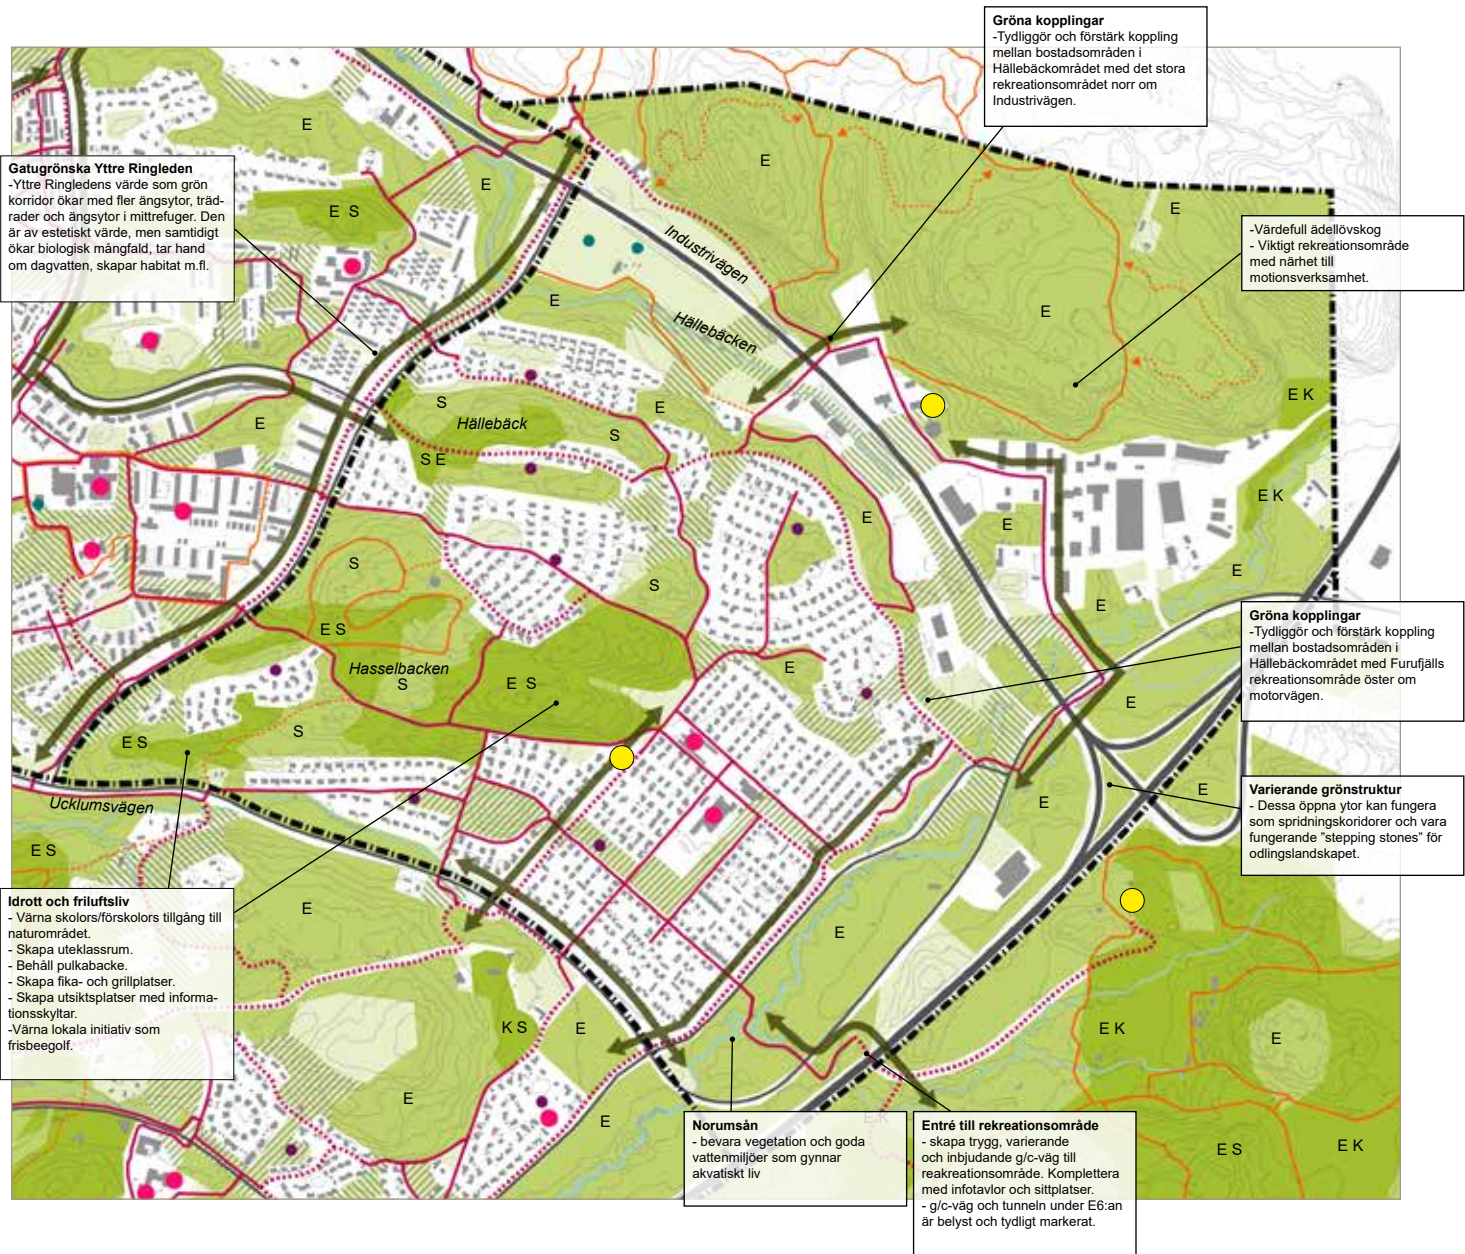 Gröna kopplingar
-Tydliggör och förstärk koppling
mellan bostadsområden i
Hällebäckområdet med det stora
rekreationsområdet norr om
Industrivägen.
Gatugrönska Yttre Ringleden
-Yttre Ringledens värde som grön
korridor ökar med fler ängsytor, träd-
rader och ängsytor i mittrefuger. Den
är av estetiskt värde, men samtidigt
ökar biologisk mångfald, tar hand
om dagvatten, skapar habitat m.fl.
-Värdefull ädellövskog
- Viktigt rekreationsområde
med närhet till
motionsverksamhet.
E
E
E
E S
E
Industrivägen
E
Hällebäcken
E
E K
S
Hällebäck
E
S
E
S E
E K
E
E
S
E
S
E
E S
Gröna kopplingar
-Tydliggör och förstärk koppling
mellan bostadsområden i
Hällebäckområdet med Furufjälls
rekreationsområde öster om
motorvägen.
Hasselbacken
S
E S
E
E
E S
S
Ucklumsvägen
E
E
Varierande grönstruktur
- Dessa öppna ytor kan fungera
som spridningskoridorer och vara
fungerande "stepping stones" för
odlingslandskapet.
E S
Idrott och friluftsliv
- Värna skolors/förskolors tillgång till
naturområdet.
- Skapa uteklassrum.
- Behåll pulkabacke.
- Skapa fika- och grillplatser.
- Skapa utsiktsplatser med informa-
tionsskyltar.
-Värna lokala initiativ som
frisbeegolf.
E
E
K S
E
E K
E
E
E
E K
E S
E K
Norumsån
- bevara vegetation och goda
vattenmiljöer som gynnar
akvatiskt liv
Entré till rekreationsområde
- skapa trygg, varierande
och inbjudande g/c-väg till
reakreationsområde. Komplettera
med infotavlor och sittplatser.
- g/c-väg och tunneln under E6:an
är belyst och tydligt markerat.